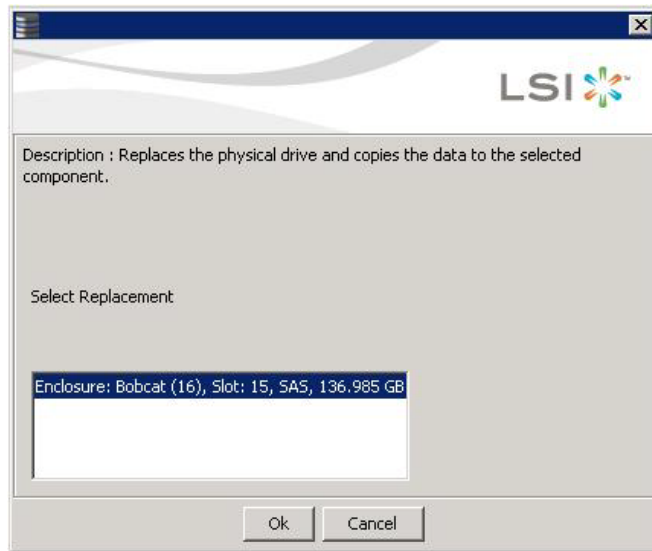 LSI
Description : Replaces the physical drive and copies the data to the selected
component.
Select Replacement
Enclosure: Bobcat (16), Slot: 15, SAS, 136.985 GB
Ok
Cancel